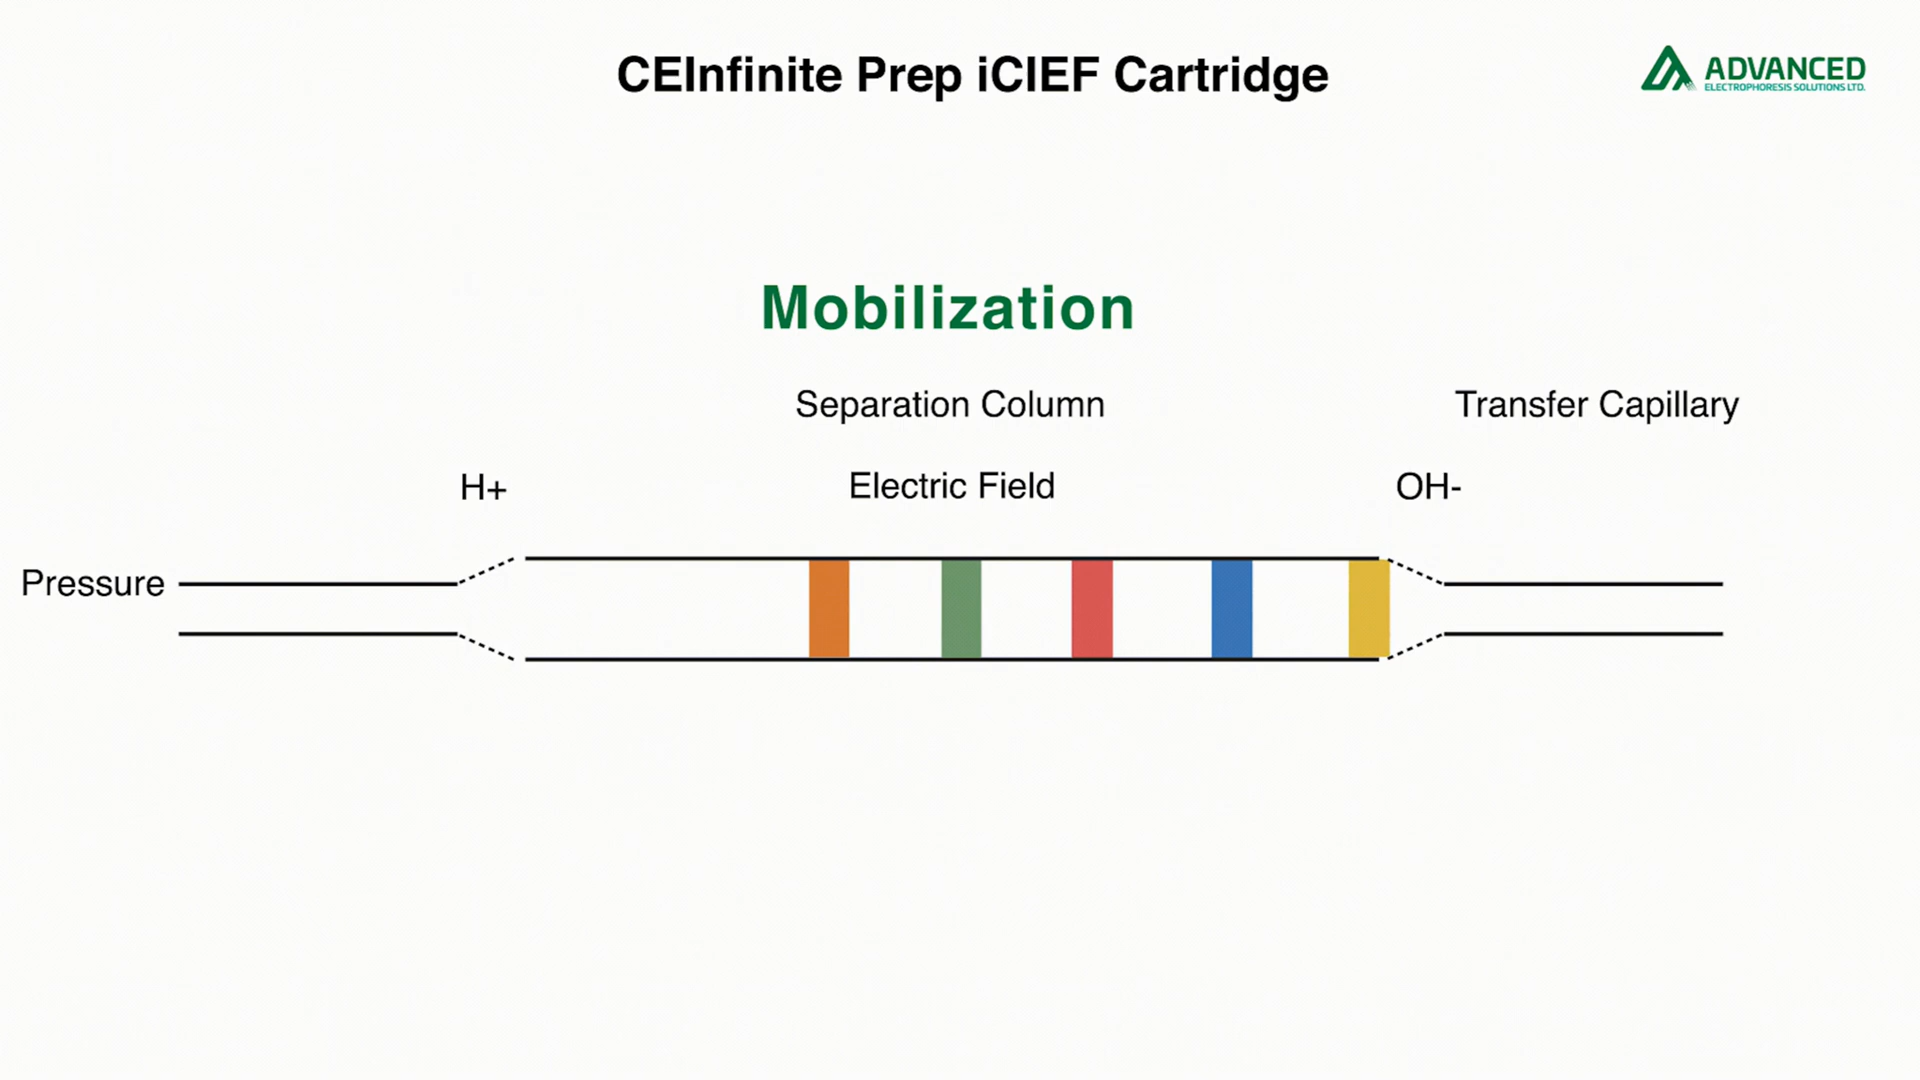 CEInfinite Prep iCIEF Cartridge
ADVANCED
ELECTROPHORESIS SOLUTIONS LTD.
Mobilization
Separation Column
Transfer Capillary
H+
Electric Field
OH-
Pressure